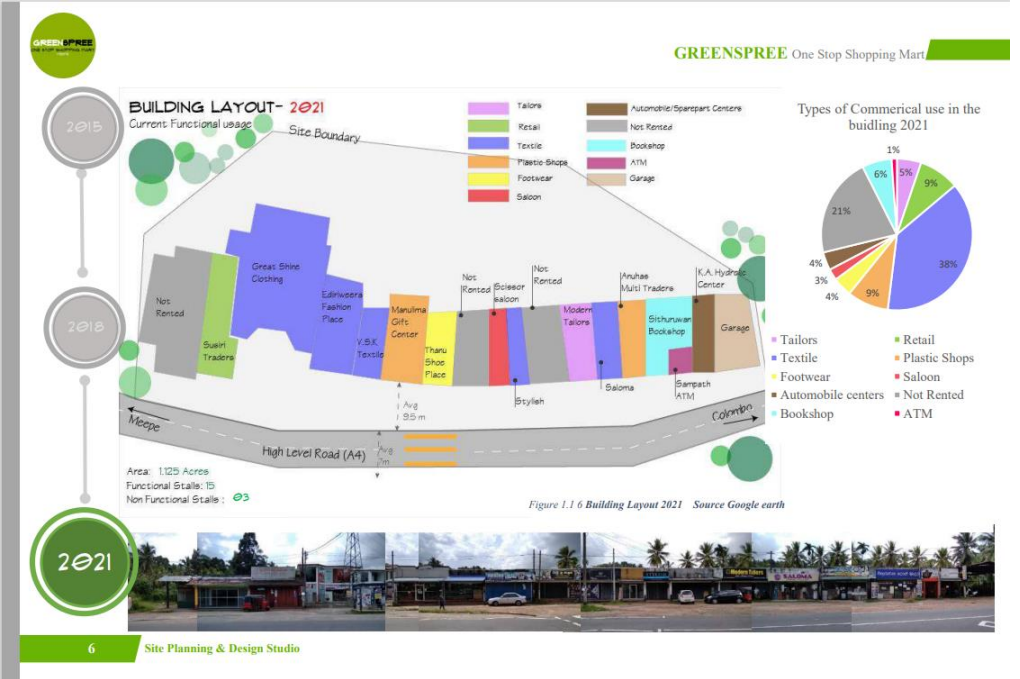 GREENSPREE
ONE STOP SHOPPING MART
GREENSPREE One Stop Shopping Mart
2015
2018
2021
BUILDING LAYOUT- 2021
Current Functional usage
Site Boundary
Tailors
Retail
Textile
Plastic Shops
Footwear
Saloon
Automobile/Sparepart Centers
Not Rented
Bookshop
ATM
Garage
Not
Rented
Susiri
Traders
Great Shine
Clothing
Ediriweera
Fashion
Place
V.S.K
Textile
Manulma
Gift
Center
Thanu
Shoe
Place
Not
Rented
Scissor
saloon
Stylish
Not
Rented
Modern
Tailors
Saloma
Anuhas
Multi Traders
Sithuruwan
Bookshop
Sampath
ATM
K.A. Hydrolic
Center
Garage
Avg
9.5 m
Avg
7m
Meepe
High Level Road (A4)
Colombo
Area: 1.125 Acres
Functional Stalls: 15
Non Functional Stalls : 03
Figure 1.1 6 Building Layout 2021 Source Google earth
Types of Commerical use in the
buidling 2021
1%
5%
9%
38%
9%
4%
3%
4%
21%
6%
Tailors
Retail
Textile
Plastic Shops
Footwear
Saloon
Automobile centers
Not Rented
Bookshop
ATM
6
Site Planning & Design Studio